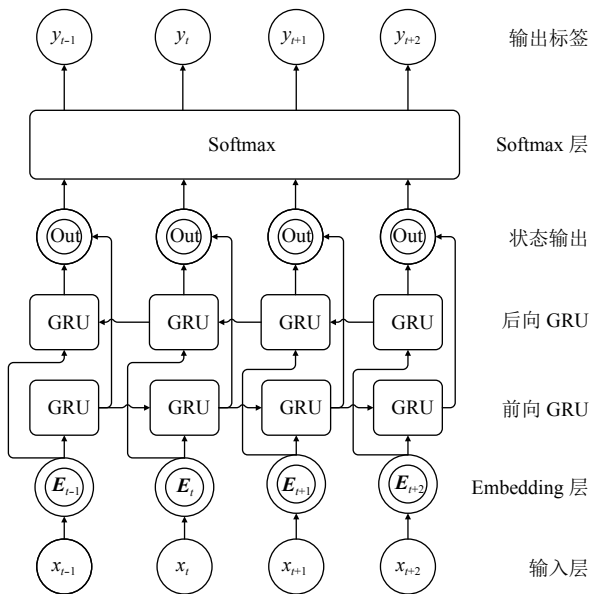 y_{t-1} y_t y_{t+1} y_{t+2} 输出标签
Softmax Softmax 层
Out Out Out Out 状态输出
GRU GRU GRU GRU 后向 GRU
GRU GRU GRU GRU 前向 GRU
E_{t-1} E_t E_{t+1} E_{t+2} Embedding 层
x_{t-1} x_t x_{t+1} x_{t+2} 输入层